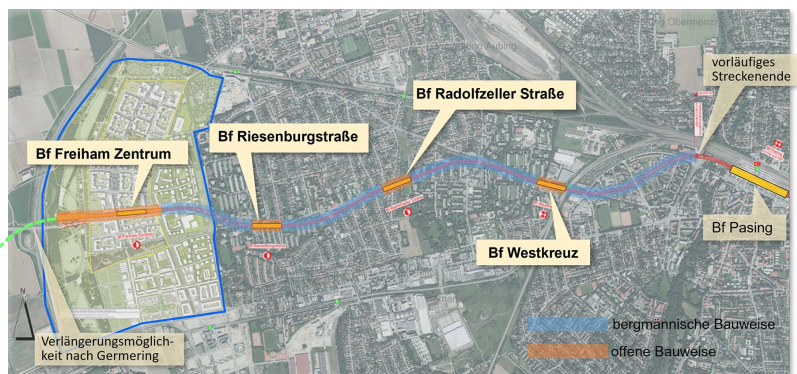 vorläufiges
Streckenende
Bf Radolfzeller Straße
Bf Riesenburgstraße
Bf Freiham Zentrum
Bf Pasing
Bf Westkreuz
N
bergmännische Bauweise
Verlängerungsmöglich-
keit nach Germering
offene Bauweise